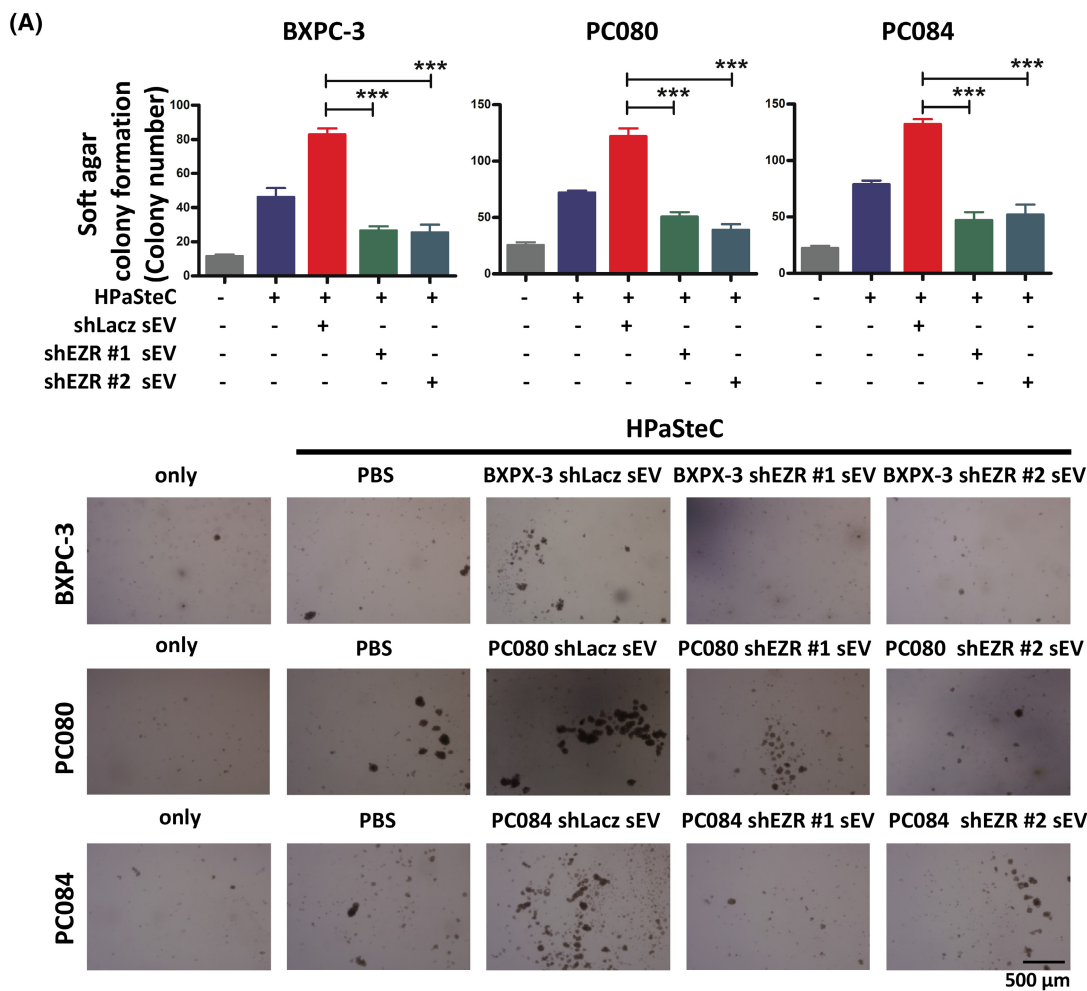 (A)
BXPC-3 PC080 PC084
*** *** ***
*** *** ***
Soft agar
colony formation
(Colony number)
100 80 60 40 20 0
150 100 50 0
150 100 50 0
HPaSteC - + + + + - + + + + - + + + +
shLacz sEV - - + - - - - + - - - - + - -
shEZR #1 sEV - - - + - - - - + - - - - + -
shEZR #2 sEV - - - - + - - - - + - - - - +
HPaSteC
only PBS BXPX-3 shLacz sEV BXPX-3 shEZR #1 sEV BXPX-3 shEZR #2 sEV
BXPC-3
only PBS PC080 shLacz sEV PC080 shEZR #1 sEV PC080 shEZR #2 sEV
PC080
only PBS PC084 shLacz sEV PC084 shEZR #1 sEV PC084 shEZR #2 sEV
PC084
500 µm